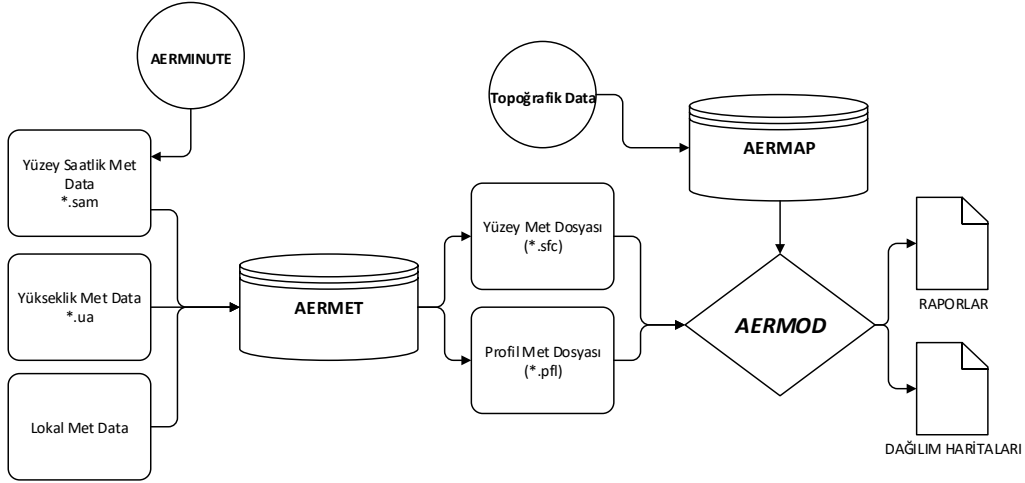 AERMINUTE
Topoğrafik Data
Yüzey Saatlik Met
Data
*.sam
AERMAP
Yüzey Met Dosyası
(*.sfc)
Yükseklik Met Data
*.ua
AERMET
RAPORLAR
AERMOD
Profil Met Dosyası
(*.pfl)
Lokal Met Data
DAĞILIM HARİTALARI